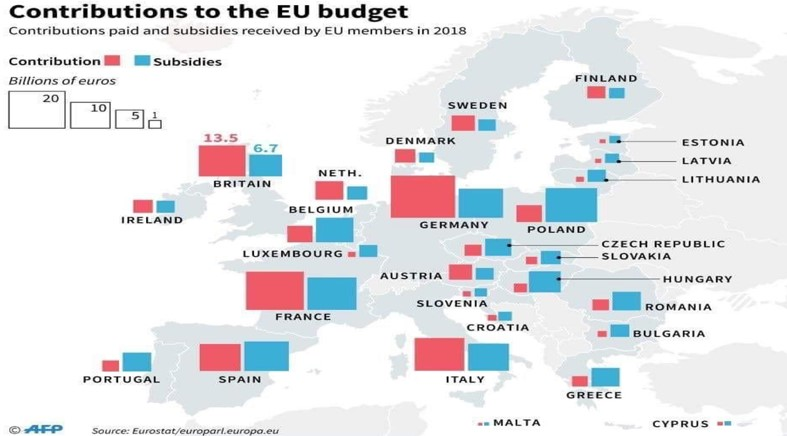 Contributions to the EU budget
Contributions paid and subsidies received by EU members in 2018
Contribution Subsidies
Billions of euros
20
10
5
1
FINLAND
SWEDEN
13.5
6.7
DENMARK
ESTONIA
LATVIA
NETH.
LITHUANIA
BRITAIN
BELGIUM
IRELAND
GERMANY
POLAND
CZECH REPUBLIC
LUXEMBOURG
SLOVAKIA
AUSTRIA
HUNGARY
SLOVENIA
ROMANIA
FRANCE
CROATIA
BULGARIA
PORTUGAL
SPAIN
ITALY
GREECE
MALTA
CYPRUS
© AFP
Source: Eurostat/europarl.europa.eu